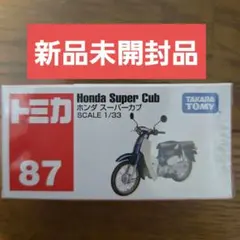 新品未開封品
トミカ
87
Honda Super Cub
ホンダ スーパーカブ
SCALE 1/33
TAKARA
TOMY